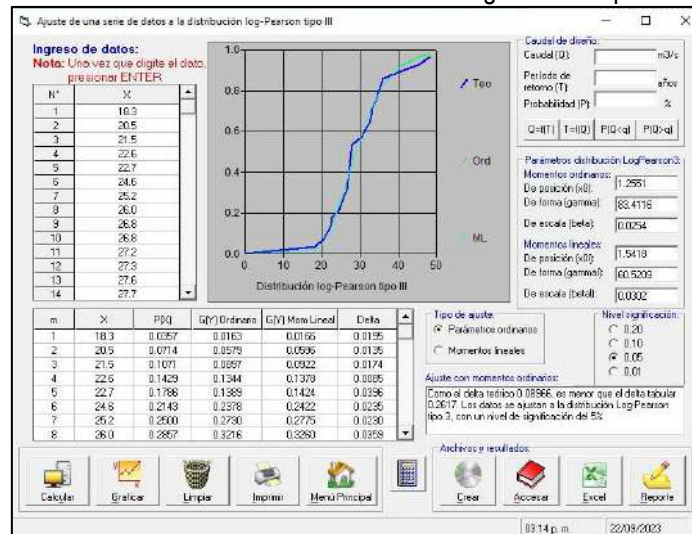 Ajuste de una serie de datos a la distribución log-Pearson tipo III
Ingreso de datos:
Nota: Una vez que digite el dato,
presionar ENTER
N° X
1 18.3
2 20.5
3 21.5
4 22.6
5 22.7
6 24.6
7 25.2
8 26.0
9 26.8
10 26.8
11 27.2
12 27.3
13 27.6
14 27.7
1.0
0.8
0.6
0.4
0.2
0.0
0 10 20 30 40 50
Distribución log-Pearson tipo III
Teo
Ord
ML
Caudal de diseño:
Caudal (Q): m3/s
Período de
retorno (T): años
Probabilidad (P): %
Q=f(T) T=f(Q) P(Q<q) P(Q>q)
Parámetros distribución LogPearson3:
Momentos ordinarios:
De posición (x0): 1.2551
De forma (gamma): 83.4116
De escala (beta): 0.0254
Momentos lineales:
De posición (x0l): 1.5418
De forma (gammal): 60.5209
De escala (betal): 0.0302
m X P(X) G(Y) Ordinario G(Y) Mom Lineal Delta
1 18.3 0.0357 0.0163 0.0166 0.0195
2 20.5 0.0714 0.0579 0.0596 0.0135
3 21.5 0.1071 0.0897 0.0922 0.0174
4 22.6 0.1429 0.1344 0.1378 0.0085
5 22.7 0.1786 0.1389 0.1424 0.0396
6 24.6 0.2143 0.2378 0.2422 0.0235
7 25.2 0.2500 0.2730 0.2775 0.0230
8 26.0 0.2857 0.3216 0.3260 0.0359
Tipo de ajuste:
Parámetros ordinarios
Momentos lineales
Nivel significación:
0.20
0.10
0.05
0.01
Ajuste con momentos ordinarios:
Como el delta teórico 0.08966, es menor que el delta tabular
0.2617. Los datos se ajustan a la distribución Log-Pearson
tipo 3, con un nivel de significación del 5%
Calcular
Graficar
Limpiar
Imprimir
Menú Principal
Archivos y resultados:
Crear
Accesar
Excel
Reporte
03:14 p. m. 22/09/2023